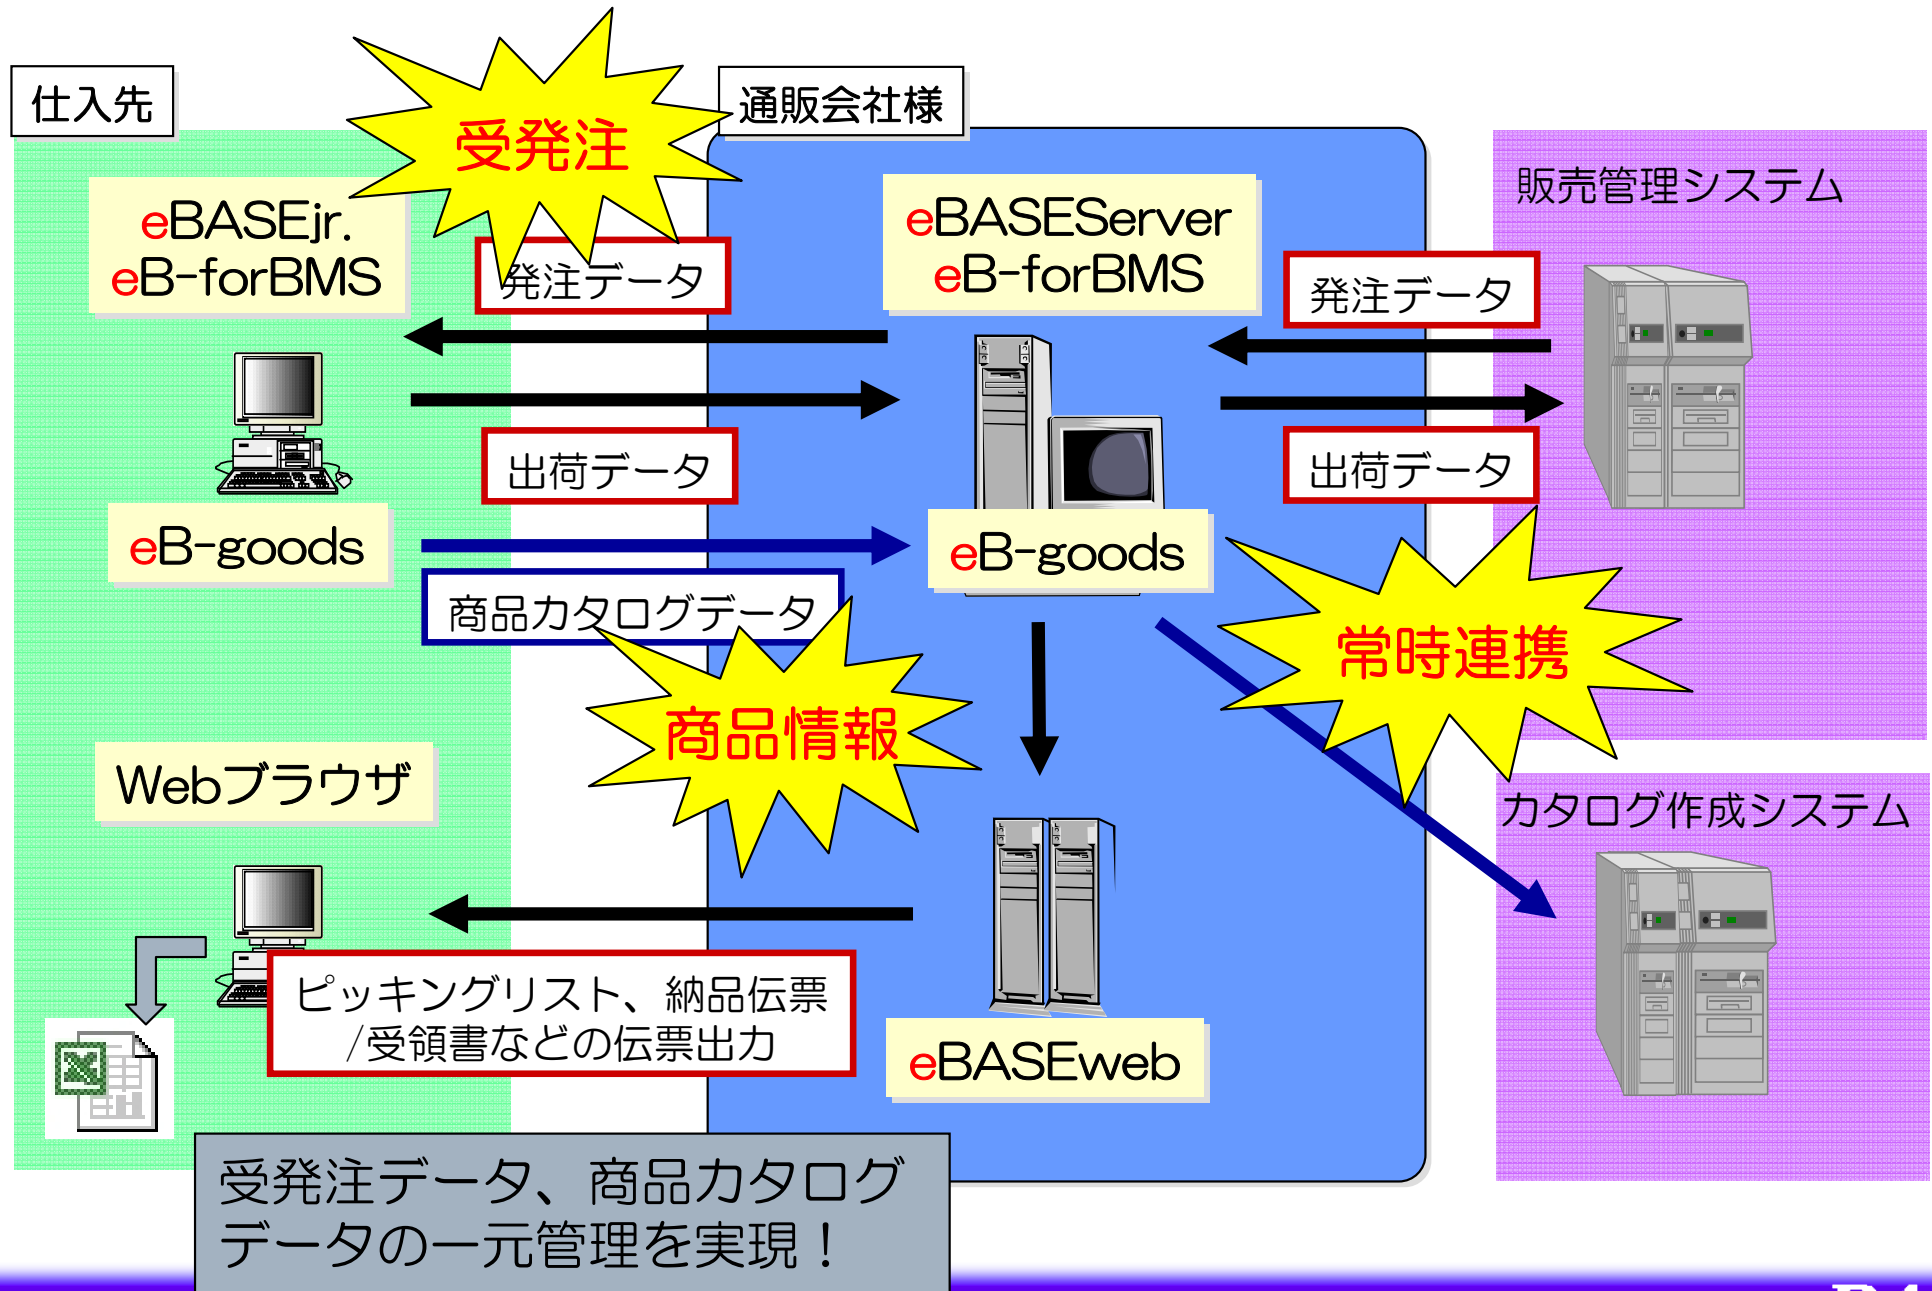 仕入先
受発注
通販会社様
販売管理システム
eBASEjr.
eB-forBMS
eBASEServer
eB-forBMS
発注データ
発注データ
出荷データ
出荷データ
eB-goods
eB-goods
商品カタログデータ
常時連携
商品情報
Webブラウザ
カタログ作成システム
ピッキングリスト、納品伝票
/受領書などの伝票出力
eBASEweb
受発注データ、商品カタログ
データの一元管理を実現！